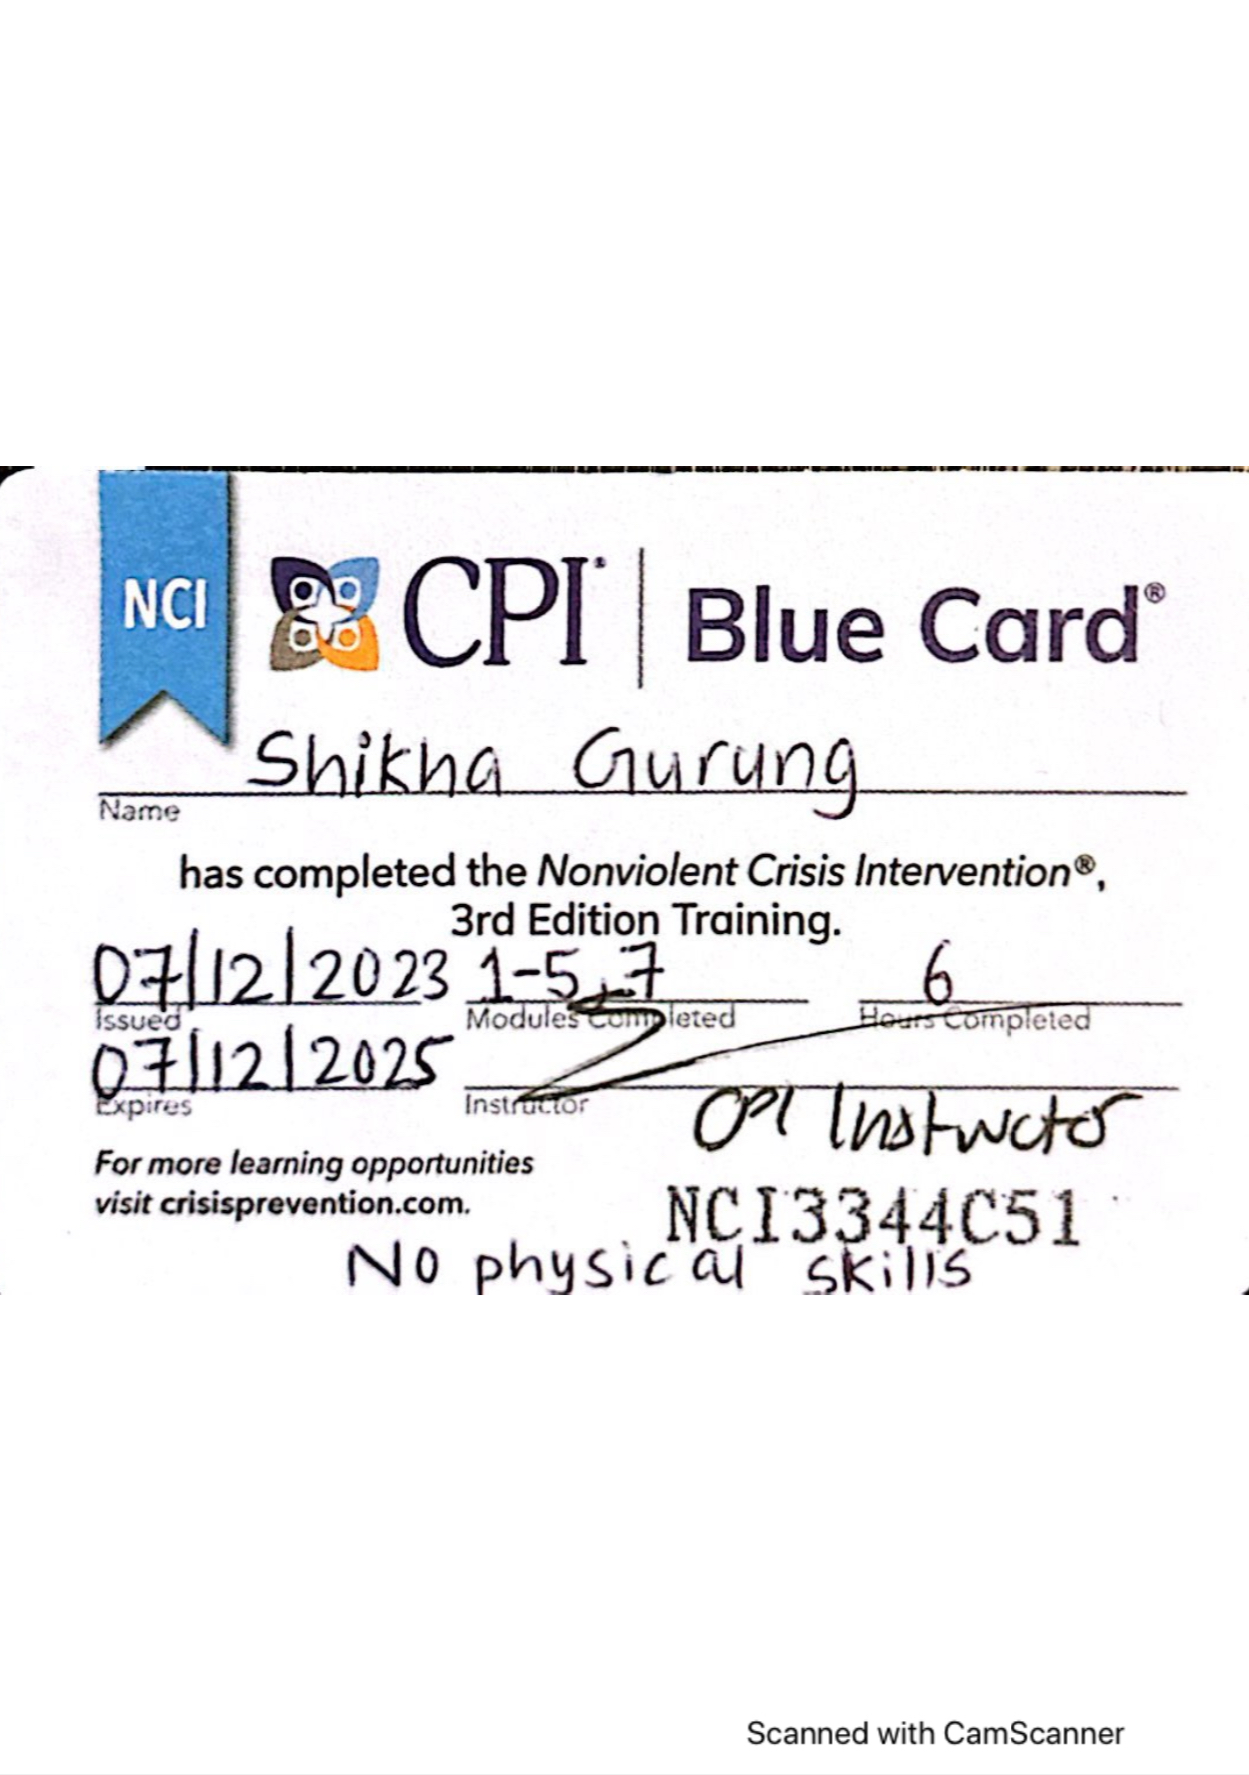 NCI
CPI® | Blue Card®
Shikha Gurung
Name
has completed the Nonviolent Crisis Intervention®,
3rd Edition Training.
07/12/2023 1-5,7 6
Issued Modules Completed Hours Completed
07/12/2025
Expires Instructor
CPI Instructor
For more learning opportunities
visit crisisprevention.com.
NCI3344C51
No physical skills
Scanned with CamScanner